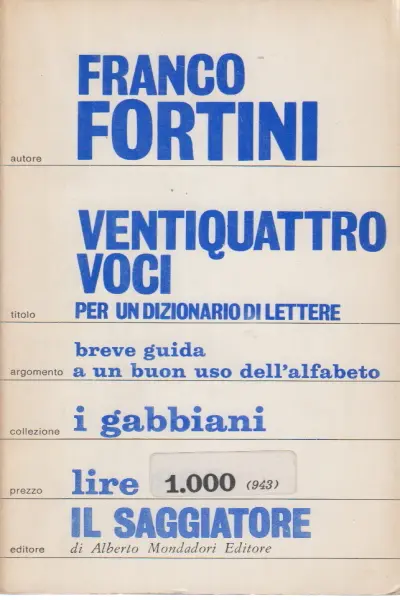 FRANCO
autore FORTINI
VENTIQUATTRO
VOCI
titolo PER UN DIZIONARIO DI LETTERE
breve guida
argomento a un buon uso dell'alfabeto
collezione i gabbiani
prezzo lire 1.000 (943)
IL SAGGIATORE
editore di Alberto Mondadori Editore